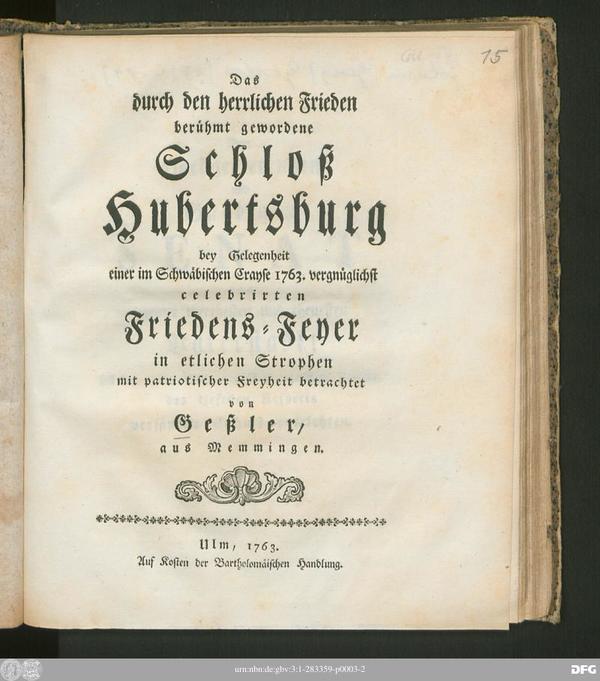 15
Das
durch den herrlichen Frieden
berühmt gewordene
Schloß
Hubertsburg
bey Gelegenheit
einer im Schwäbischen Crayse 1763. vergnüglichst
celebrirten
Friedens-Feyer
in etlichen Strophen
mit patriotischer Freyheit betrachtet
von
Geßler,
aus Memmingen.
Ulm, 1763.
Auf Kosten der Bartholomäischen Handlung.
urn:nbn:de:gbv:3:1-283359-p0003-2
DFG